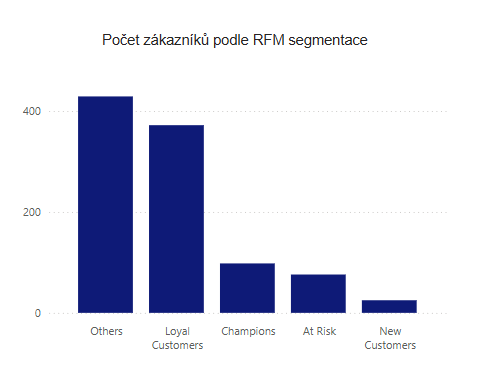 Počet zákazníků podle RFM segmentace
400
200
0
Others
Loyal
Customers
Champions
At Risk
New
Customers